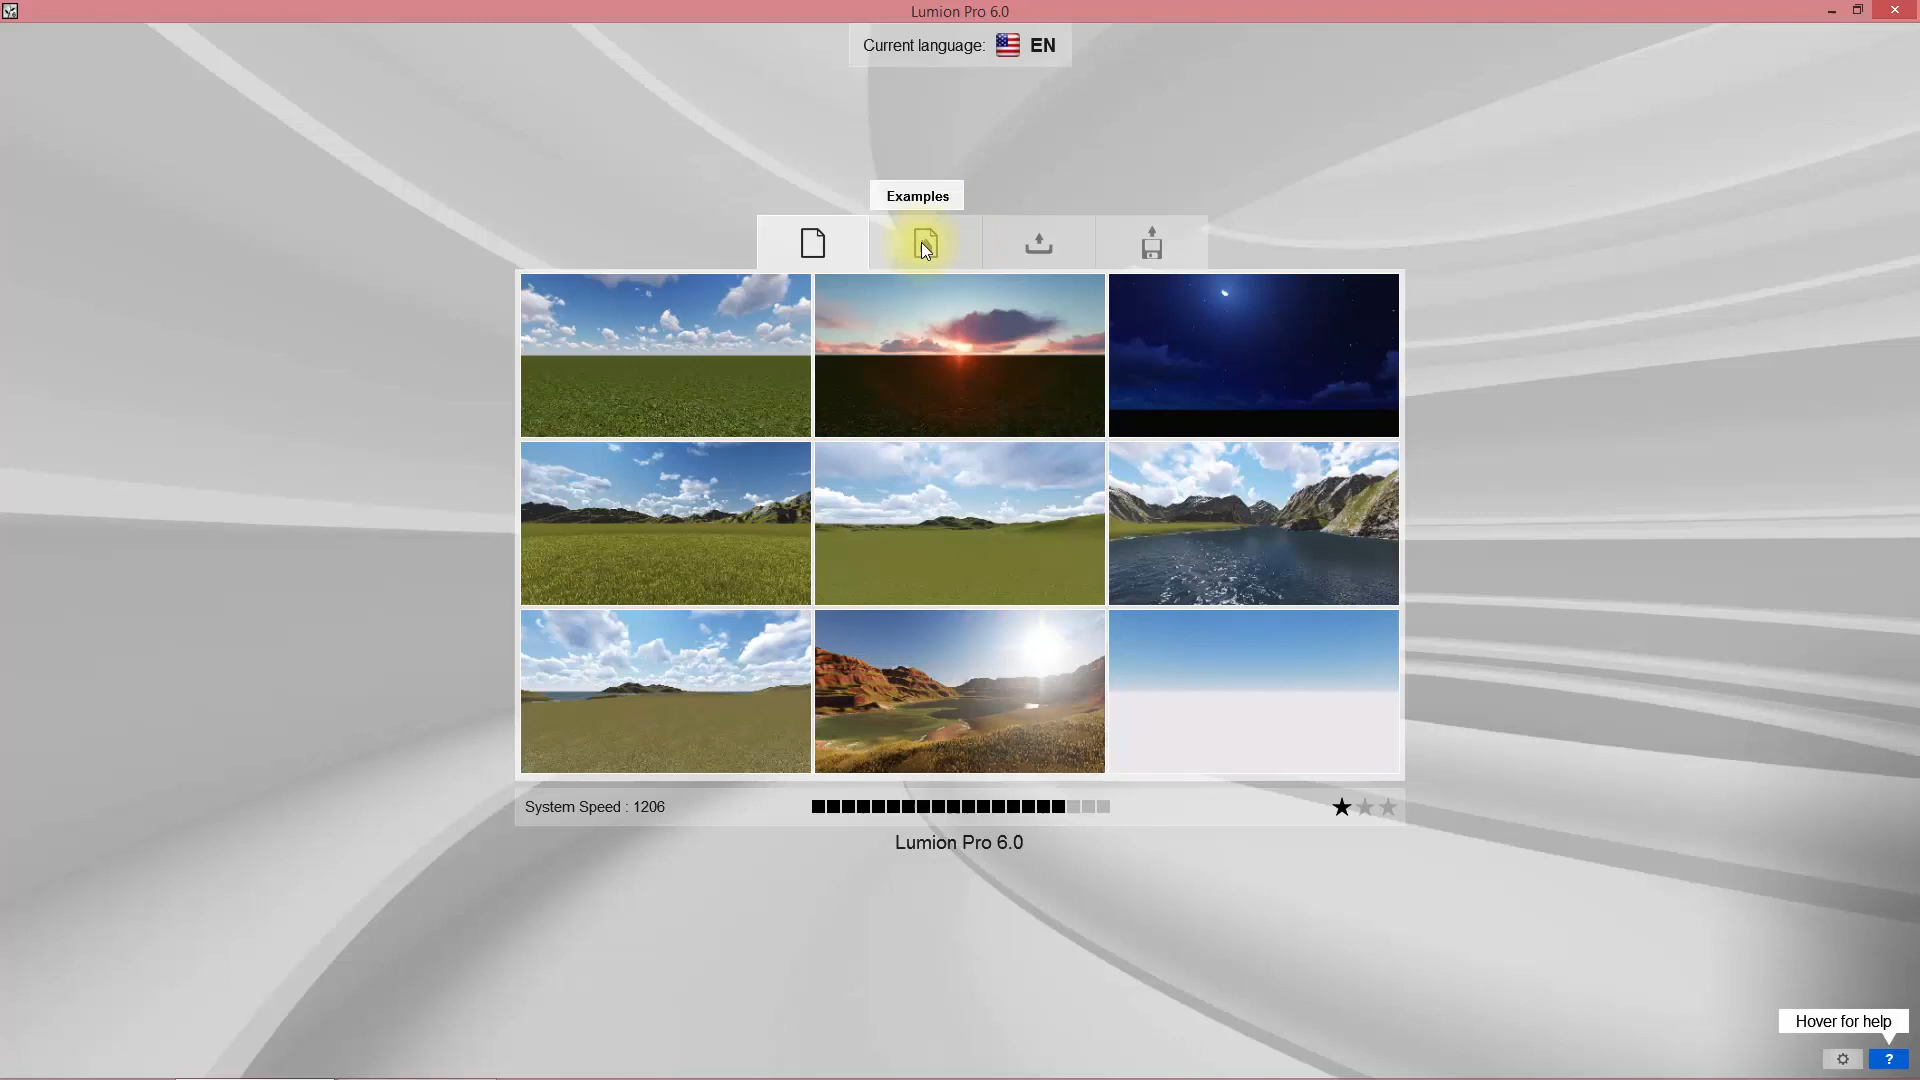 Lumion Pro 6.0
Current language: EN
Examples
System Speed : 1206
Lumion Pro 6.0
Hover for help
?